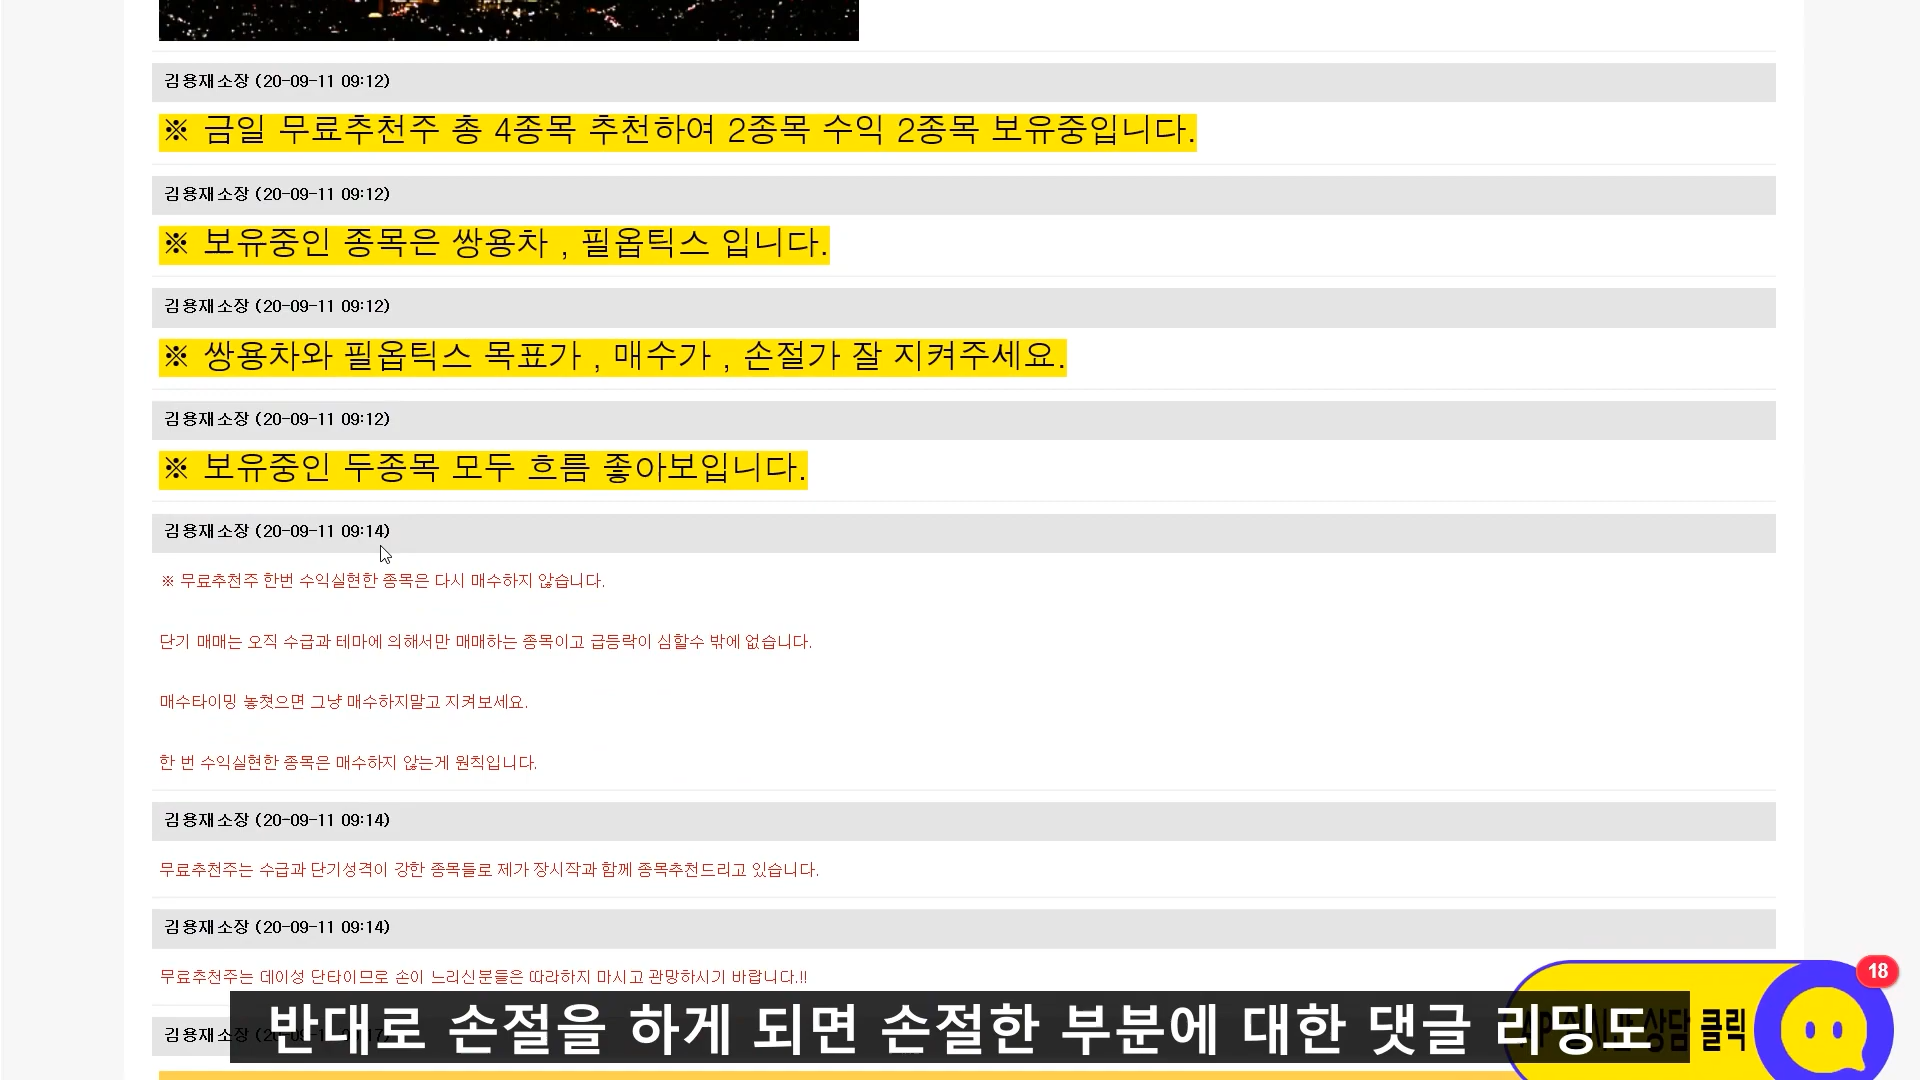 김용재소장 (20-09-11 09:12)
※ 금일 무료추천주 총 4종목 추천하여 2종목 수익 2종목 보유중입니다.
김용재소장 (20-09-11 09:12)
※ 보유중인 종목은 쌍용차 , 필옵틱스 입니다.
김용재소장 (20-09-11 09:12)
※ 쌍용차와 필옵틱스 목표가 , 매수가 , 손절가 잘 지켜주세요.
김용재소장 (20-09-11 09:12)
※ 보유중인 두종목 모두 흐름 좋아보입니다.
김용재소장 (20-09-11 09:14)
※ 무료추천주 한번 수익실현한 종목은 다시 매수하지 않습니다.
단기 매매는 오직 수급과 테마에 의해서만 매매하는 종목이고 급등락이 심할수 밖에 없습니다.
매수타이밍 놓쳣으면 그냥 매수하지말고 지켜보세요.
한 번 수익실현한 종목은 매수하지 않는게 원칙입니다.
김용재소장 (20-09-11 09:14)
무료추천주는 수급과 단기성격이 강한 종목들로 제가 장시작과 함께 종목추천드리고 있습니다.
김용재소장 (20-09-11 09:14)
무료추천주는 데이성 단타이므로 손이 느리신분들은 따라하지 마시고 관망하시기 바랍니다.!!
18
김용재소장
상담 클릭
반대로 손절을 하게 되면 손절한 부분에 대한 댓글 리딩도